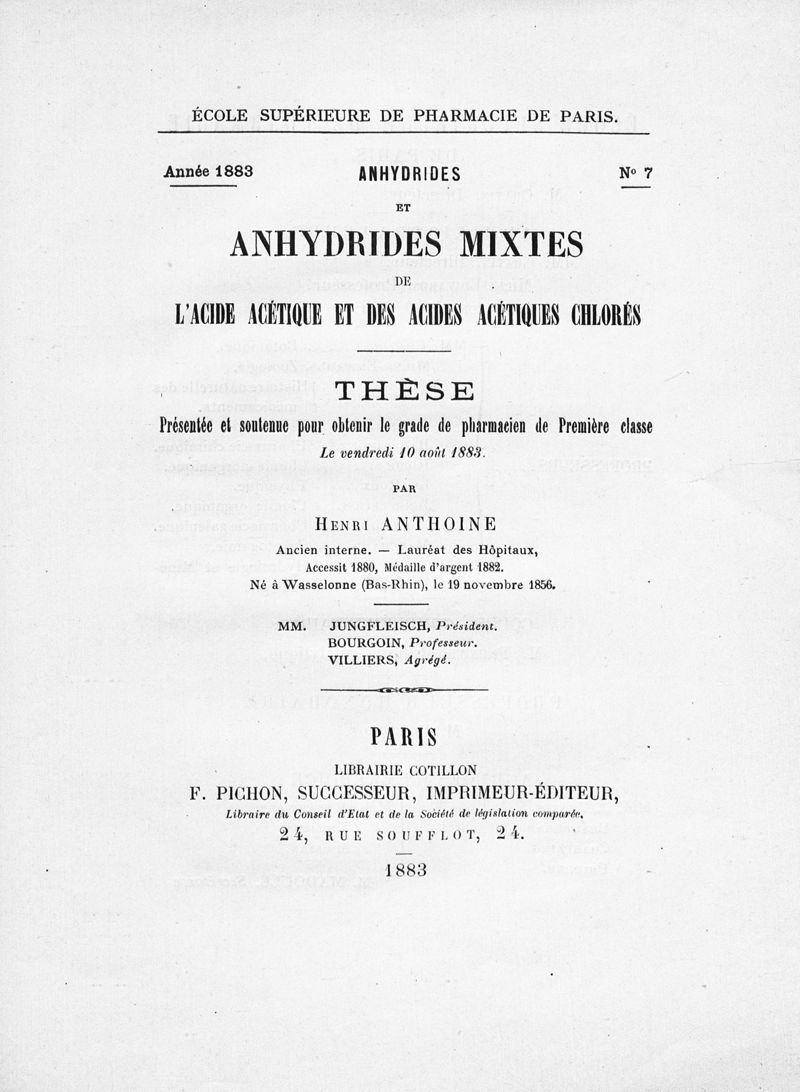 ÉCOLE SUPÉRIEURE DE PHARMACIE DE PARIS.
Année 1883 ANHYDRIDES No 7
ET
ANHYDRIDES MIXTES
DE
L'ACIDE ACÉTIQUE ET DES ACIDES ACÉTIQUES CHLORÉS
THÈSE
Présentée et soutenue pour obtenir le grade de pharmacien de Première classe
Le vendredi 10 août 1883.
PAR
HENRI ANTHOINE
Ancien interne. — Lauréat des Hôpitaux,
Accessit 1880, Médaille d'argent 1882.
Né à Wasselonne (Bas-Rhin), le 19 novembre 1856.
MM. JUNGFLEISCH, Président.
BOURGOIN, Professeur.
VILLIERS, Agrégé.
PARIS
LIBRAIRIE COTILLON
F. PICHON, SUCCESSEUR, IMPRIMEUR-ÉDITEUR,
Libraire du Conseil d'Etat et de la Société de législation comparée,
24, RUE SOUFFLOT, 24.
1883